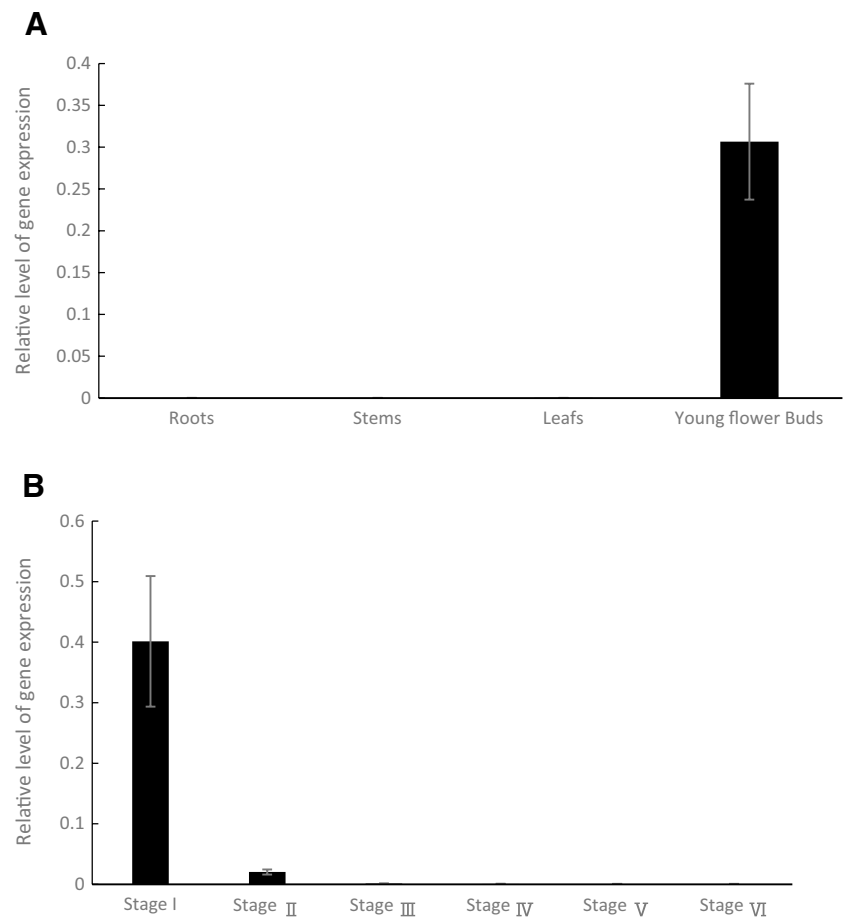 A
Relative level of gene expression
0.4
0.35
0.3
0.25
0.2
0.15
0.1
0.05
0
Roots Stems Leafs Young flower Buds
B
Relative level of gene expression
0.6
0.5
0.4
0.3
0.2
0.1
0
Stage I Stage Ⅱ Stage Ⅲ Stage Ⅳ Stage Ⅴ Stage Ⅵ